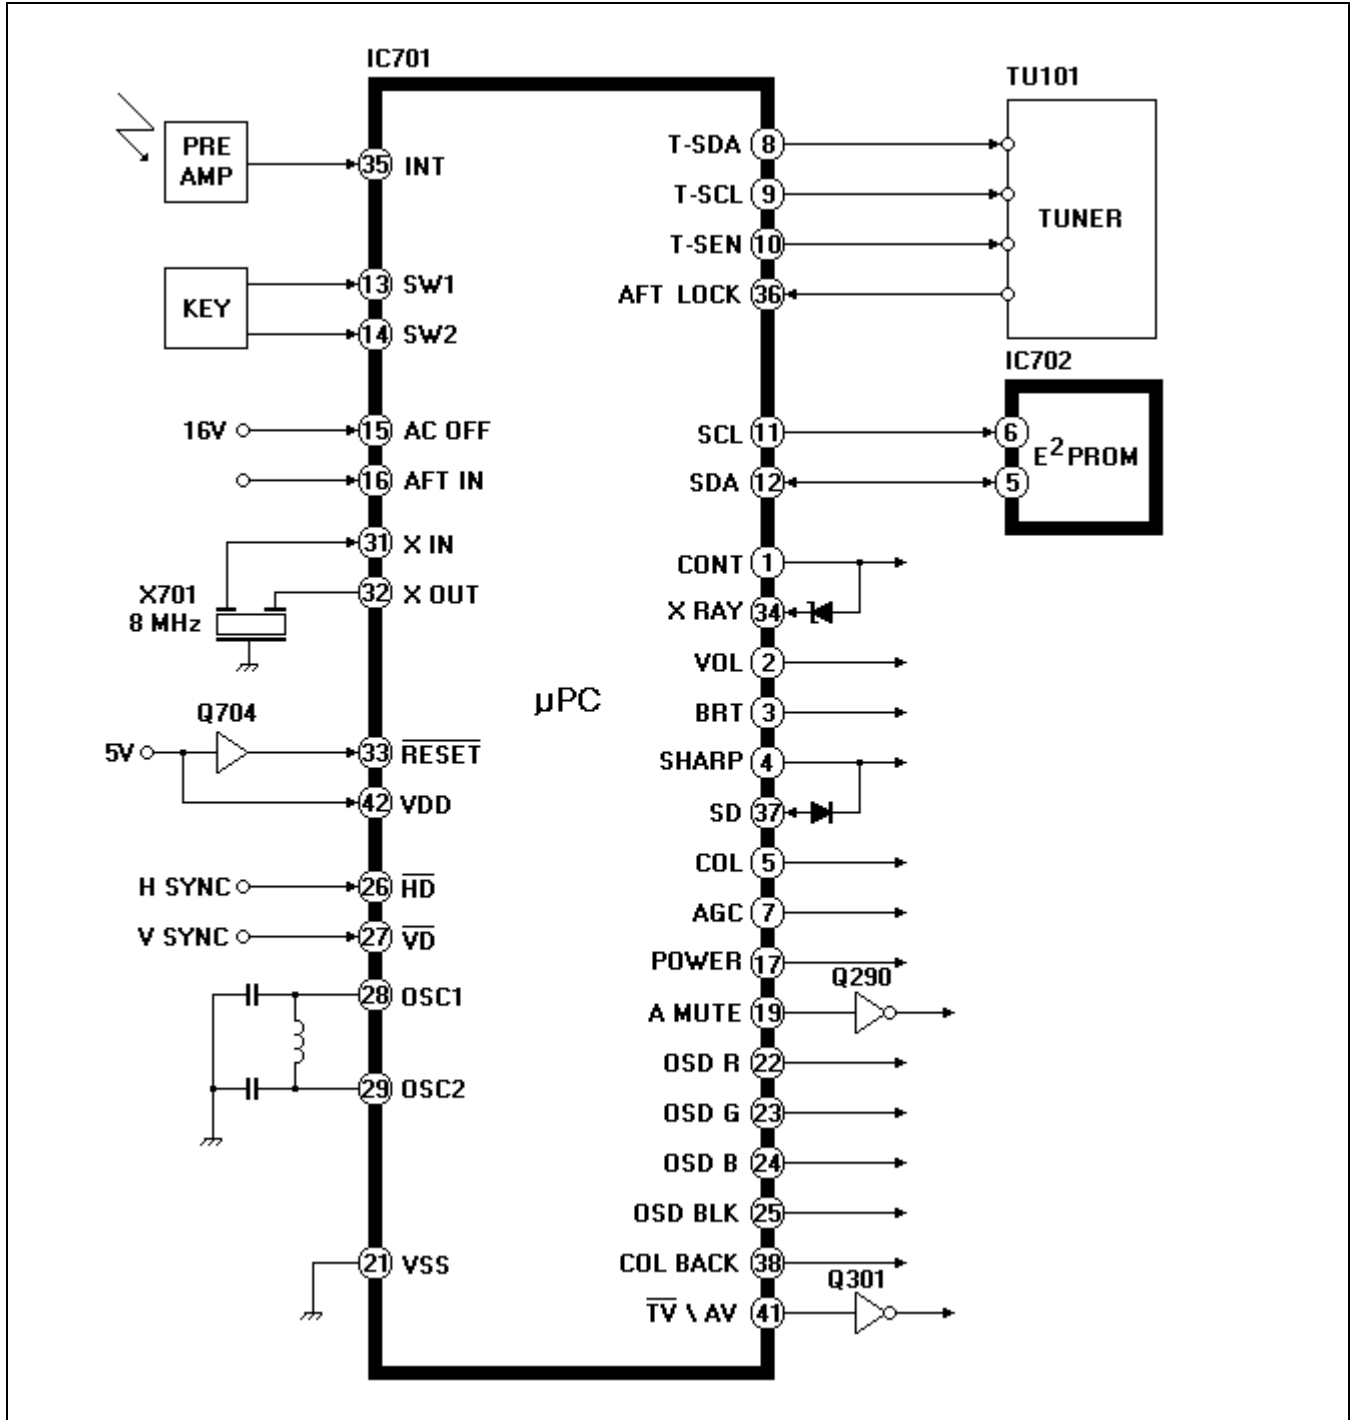 IC701
PRE
AMP
35 INT
KEY
13 SW1
14 SW2
16V 15 AC OFF
16 AFT IN
31 X IN
X701
8 MHz
32 X OUT
Q704
5V 33 RESET
42 VDD
H SYNC 26 HD
V SYNC 27 VD
28 OSC1
29 OSC2
21 VSS
µPC
TU101
TUNER
T-SDA 8
T-SCL 9
T-SEN 10
AFT LOCK 36
IC702
SCL 11 6
E2PROM
SDA 12 5
CONT 1
X RAY 34
VOL 2
BRT 3
SHARP 4
SD 37
COL 5
AGC 7
POWER 17
Q290
A MUTE 19
OSD R 22
OSD G 23
OSD B 24
OSD BLK 25
COL BACK 38
Q301
TV \ AV 41